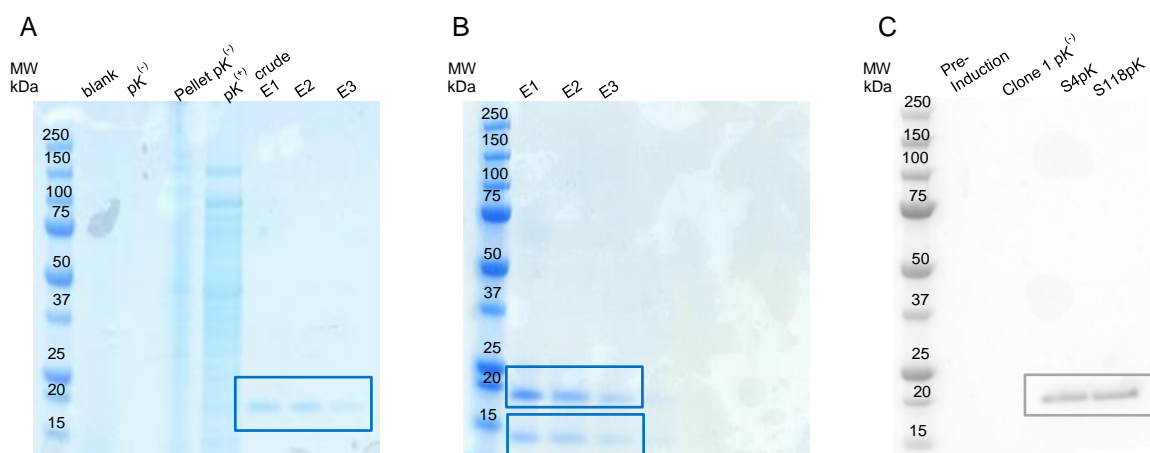 A
MW
kDa
blank
pK(-)
Pellet pK(-)
pK(+) crude
E1
E2
E3
250
150
100
75
50
37
25
20
15
B
MW
kDa
E1
E2
E3
250
150
100
75
50
37
25
20
15
C
MW
kDa
Pre-
Induction
Clone 1 pK(-)
S4pK
S118pK
250
150
100
75
50
37
25
20
15